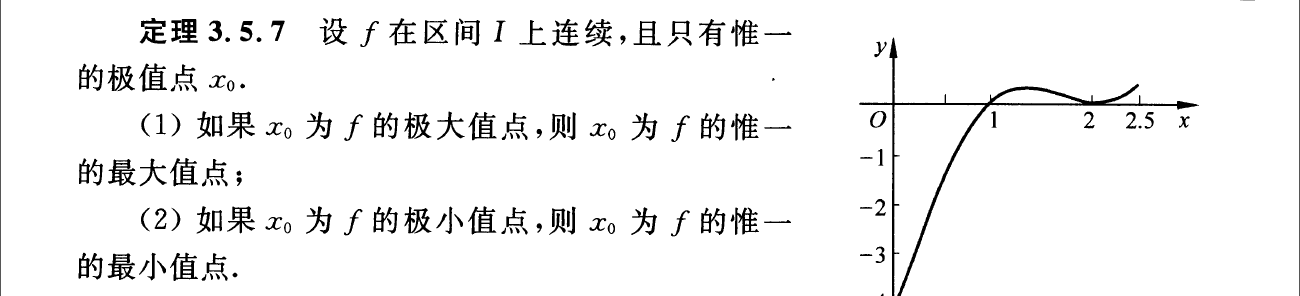 定理 3.5.7 设 f 在区间 I 上连续,且只有惟一
的极值点 x₀.
(1) 如果 x₀ 为 f 的极大值点,则 x₀ 为 f 的惟一
的最大值点;
(2) 如果 x₀ 为 f 的极小值点,则 x₀ 为 f 的惟一
的最小值点.
y
O 1 2 2.5 x
-1
-2
-3